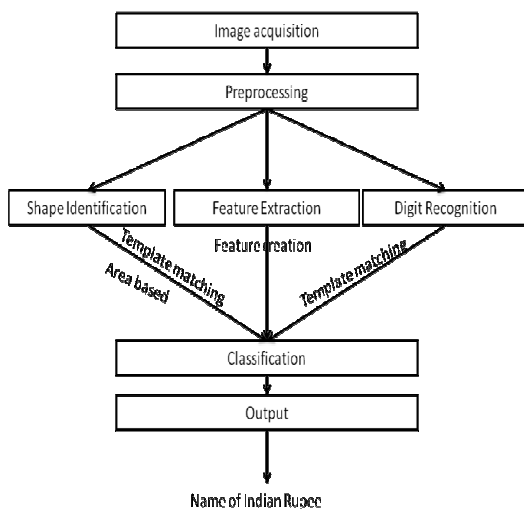 Image acquisition
Preprocessing
Shape Identification
Feature Extraction
Digit Recognition
Template matching
Area based
Feature creation
Template matching
Classification
Output
Name of Indian Rupee